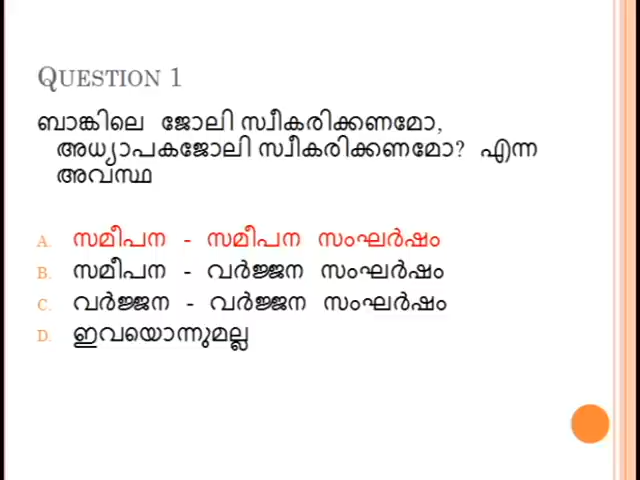 QUESTION 1
ബാങ്കിലെ ജോലി സ്വീകരിക്കണമോ,
അധ്യാപകജോലി സ്വീകരിക്കണമോ? എന്ന
അവസ്ഥ
A. സമീപന - സമീപന സംഘർഷം
B. സമീപന - വർജ്ജന സംഘർഷം
C. വർജ്ജന - വർജ്ജന സംഘർഷം
D. ഇവയൊന്നുമല്ല